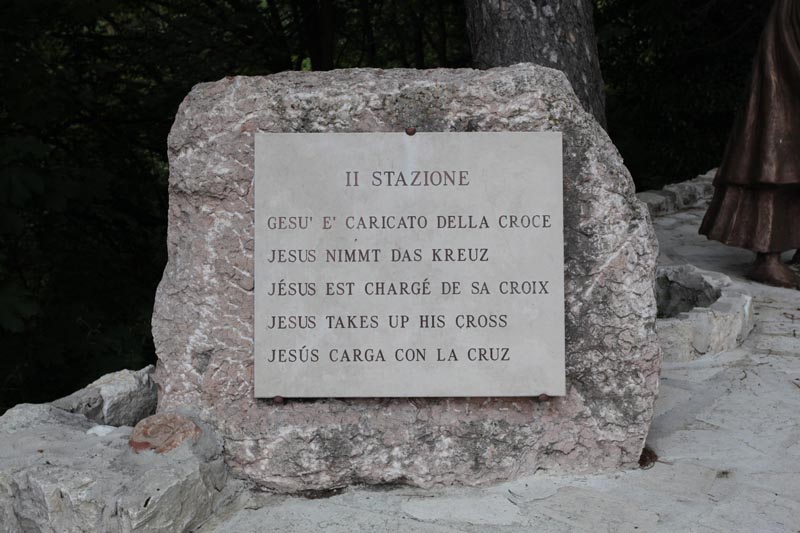 II STAZIONE
GESU' E' CARICATO DELLA CROCE
JESUS NIMMT DAS KREUZ
JÉSUS EST CHARGÉ DE SA CROIX
JESUS TAKES UP HIS CROSS
JESÚS CARGA CON LA CRUZ